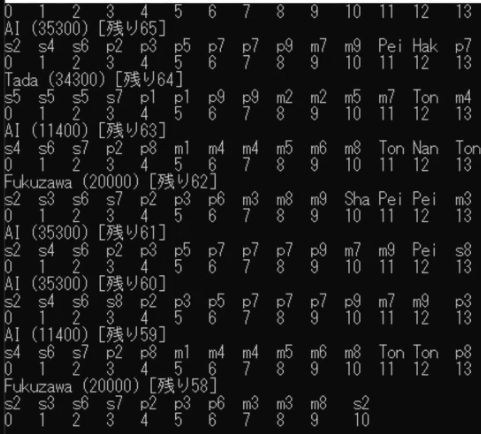 0 1 2 3 4 5 6 7 8 9 10 11 12 13
AI (35300) [残り65]
s2 s4 s6 p2 p3 p5 p7 p7 p9 m7 m9 Pei Hak p7
0 1 2 3 4 5 6 7 8 9 10 11 12 13
Tada (34300) [残り64]
s5 s5 s5 s7 p1 p1 p9 p9 m2 m2 m5 m7 Ton m4
0 1 2 3 4 5 6 7 8 9 10 11 12 13
AI (11400) [残り63]
s4 s6 s7 p2 p8 m1 m4 m4 m5 m6 m8 Ton Nan Ton
0 1 2 3 4 5 6 7 8 9 10 11 12 13
Fukuzawa (20000) [残り62]
s2 s3 s6 s7 p2 p3 p6 m3 m8 m9 Sha Pei Pei m3
0 1 2 3 4 5 6 7 8 9 10 11 12 13
AI (35300) [残り61]
s2 s4 s6 p2 p3 p5 p7 p7 p7 p9 m7 m9 Pei s8
0 1 2 3 4 5 6 7 8 9 10 11 12 13
AI (35300) [残り60]
s2 s4 s6 s8 p2 p3 p5 p7 p7 p7 p9 m7 m9 p3
0 1 2 3 4 5 6 7 8 9 10 11 12 13
AI (11400) [残り59]
s4 s6 s7 p2 p8 m1 m4 m4 m5 m6 m8 Ton Ton p8
0 1 2 3 4 5 6 7 8 9 10 11 12 13
Fukuzawa (20000) [残り58]
s2 s3 s6 s7 p2 p3 p6 m3 m3 m8 s2
0 1 2 3 4 5 6 7 8 9 10